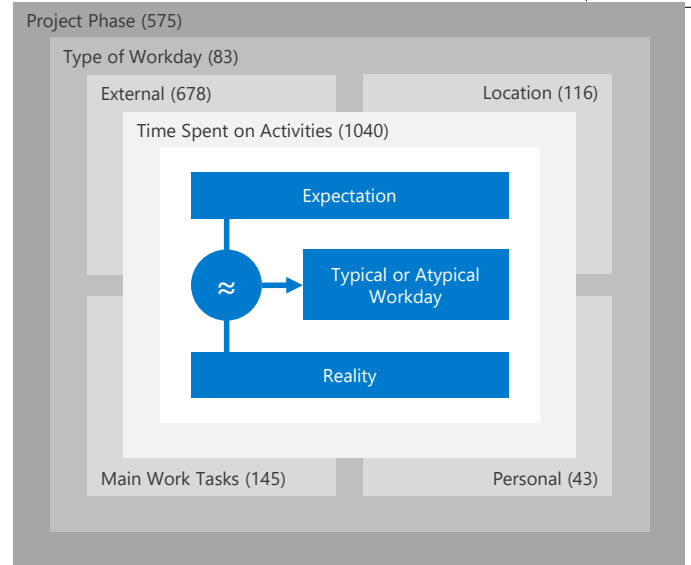 Project Phase (575)
Type of Workday (83)
External (678)
Location (116)
Time Spent on Activities (1040)
Expectation
≈
Typical or Atypical
Workday
Reality
Main Work Tasks (145)
Personal (43)